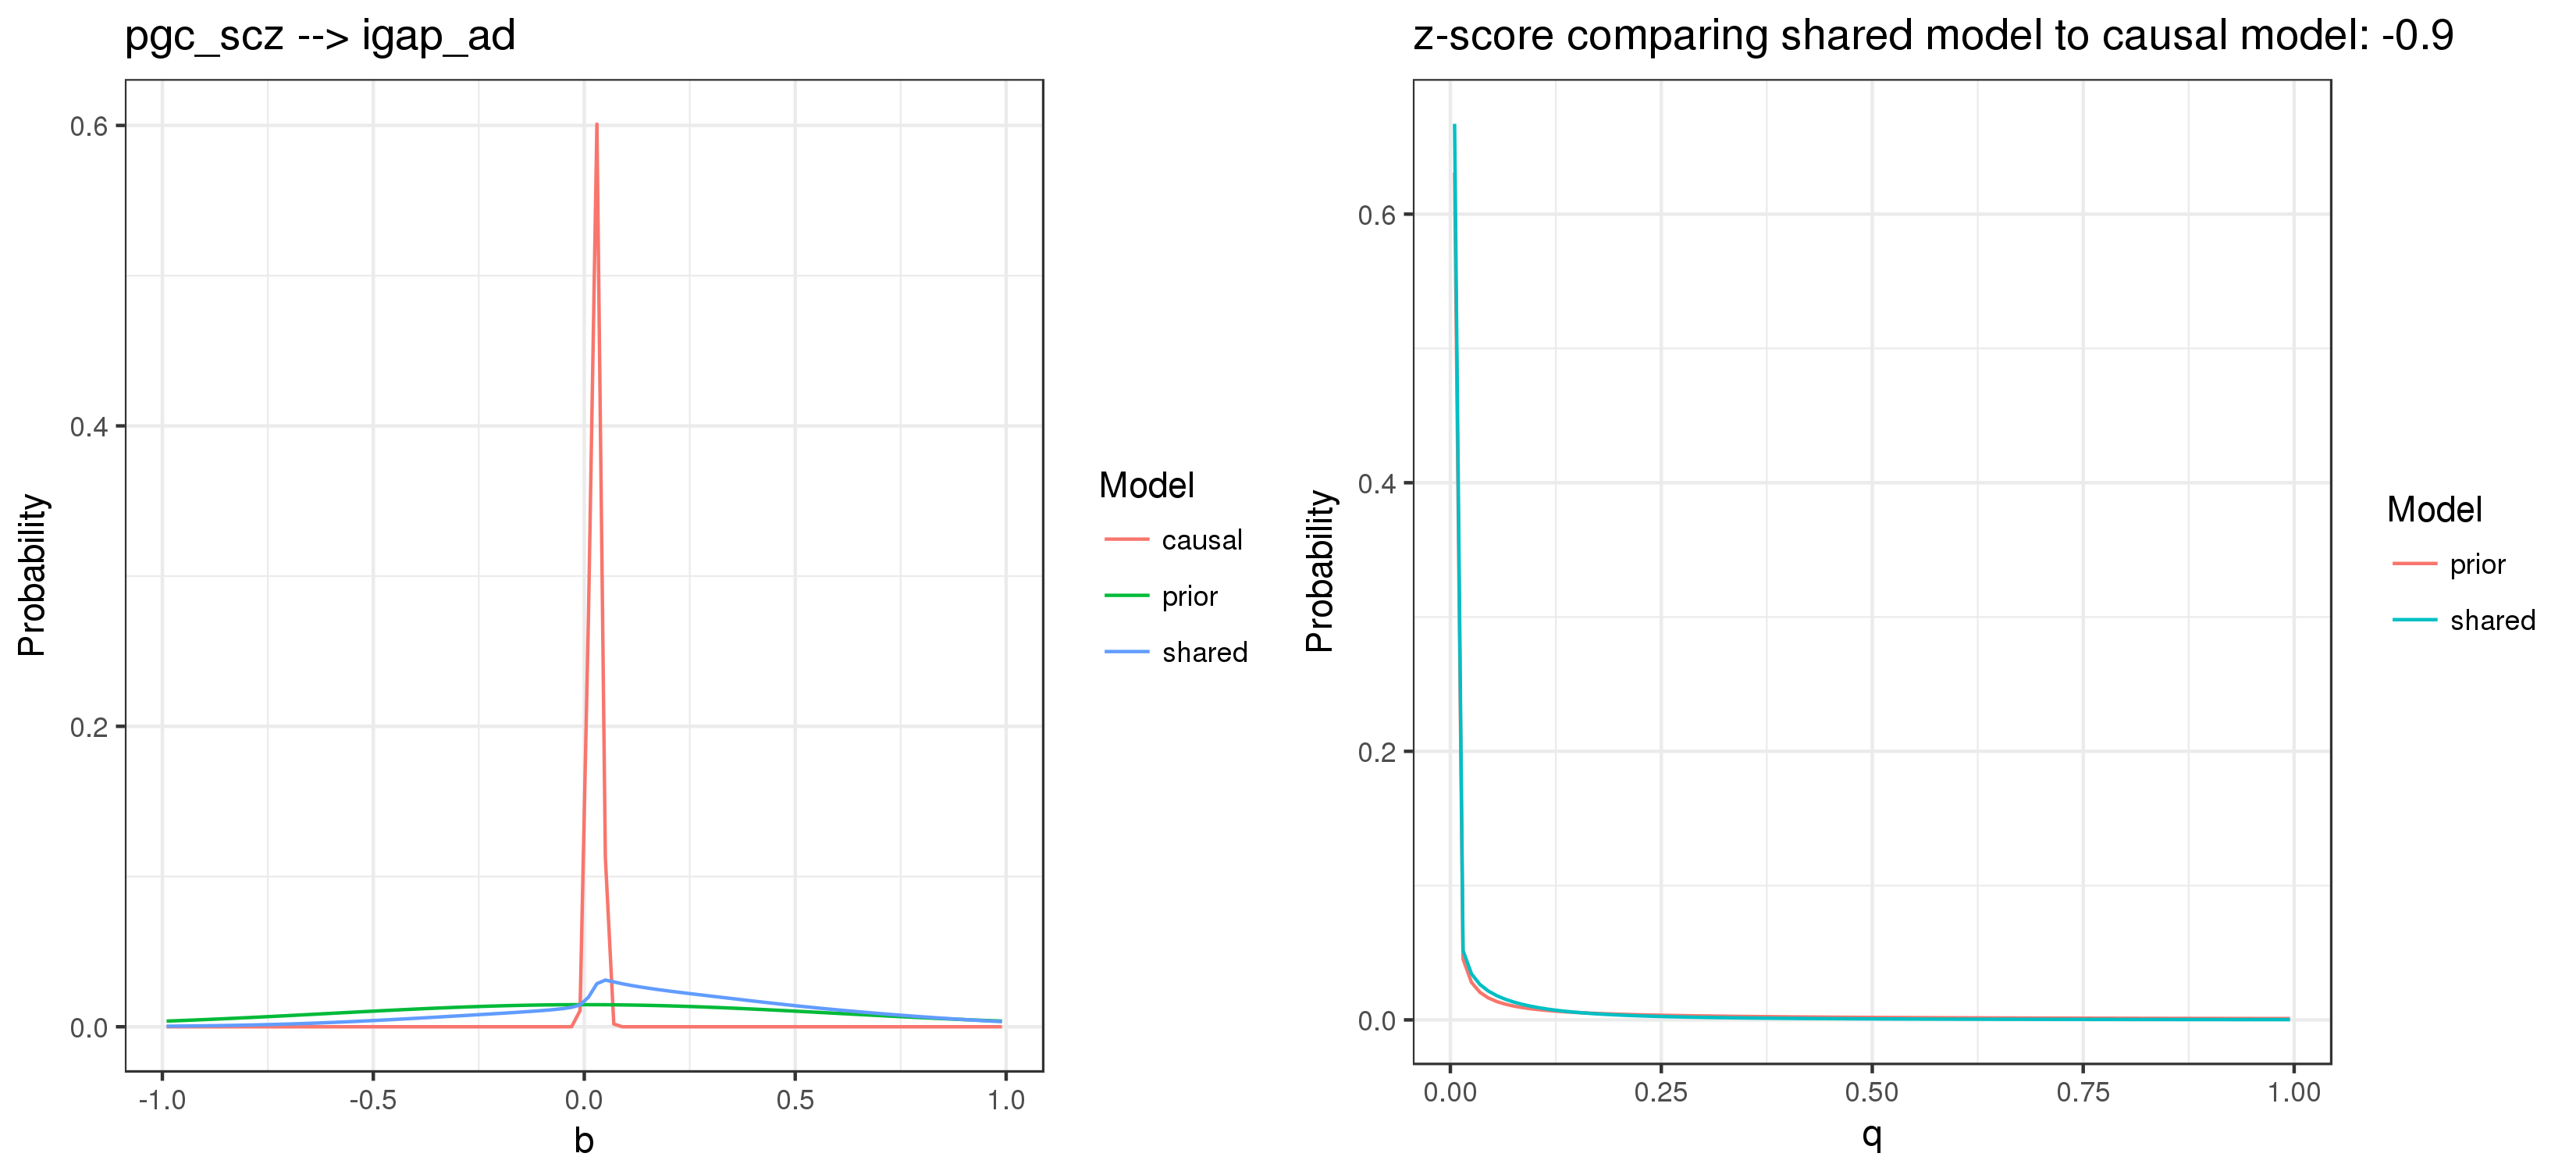 pgc_scz --> igap_ad
Probability
0.6
0.4
0.2
0.0
-1.0 -0.5 0.0 0.5 1.0
b
Model
causal
prior
shared
z-score comparing shared model to causal model: -0.9
Probability
0.6
0.4
0.2
0.0
0.00 0.25 0.50 0.75 1.00
q
Model
prior
shared